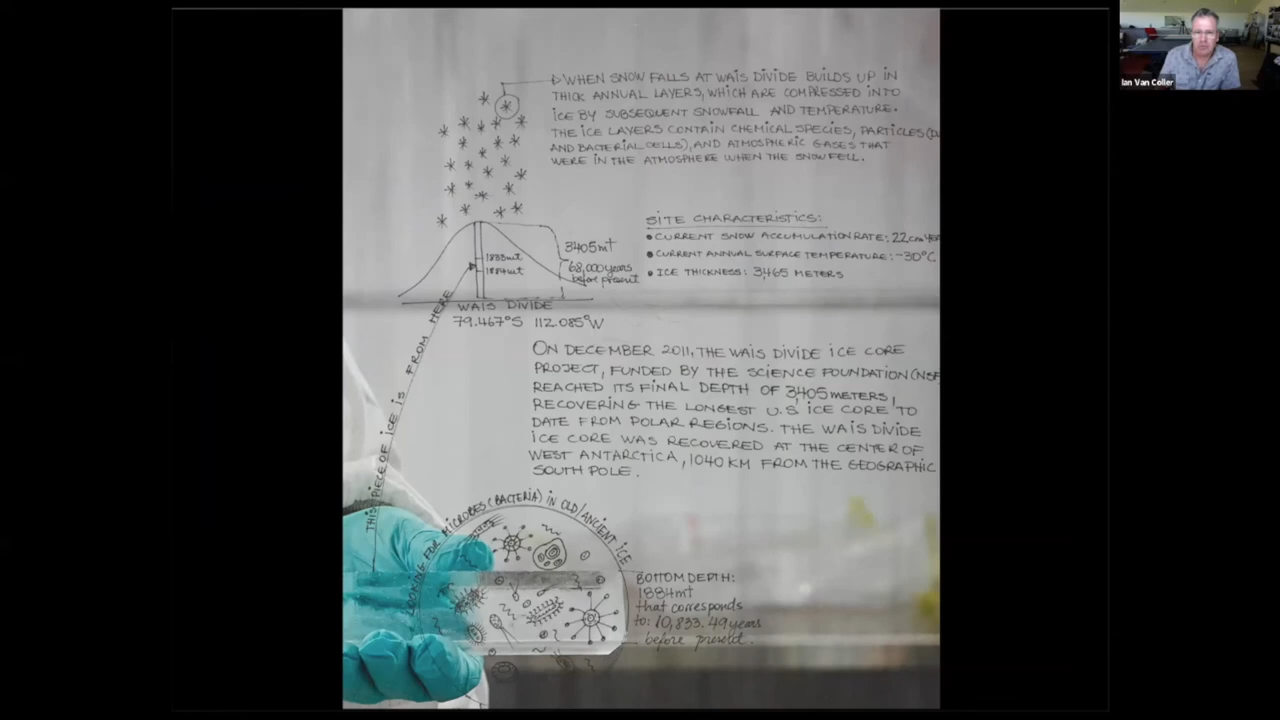 Ian Van Coller
▷ WHEN SNOW FALLS AT WAIS DIVIDE BUILDS UP IN
THICK ANNUAL LAYERS, WHICH ARE COMPRESSED INTO
ICE BY SUBSEQUENT SNOWFALL AND TEMPERATURE.
THE ICE LAYERS CONTAIN CHEMICAL SPECIES, PARTICLES
AND BACTERIAL CELLS), AND ATMOSPHERIC GASES THAT
WERE IN THE ATMOSPHERE WHEN THE SNOW FELL.
SITE CHARACTERISTICS:
• CURRENT SNOW ACCUMULATION RATE: 22cm
• CURRENT ANNUAL SURFACE TEMPERATURE: -30°C
• ICE THICKNESS: 3,465 METERS
3405mt
68,000 years
before present
1883mt
1884mt
WAIS DIVIDE
79.467°S 112.085°W
THIS PIECE OF ICE IS FROM HERE
ON DECEMBER 2011, THE WAIS DIVIDE ICE CORE
PROJECT, FUNDED BY THE SCIENCE FOUNDATION (NSF
REACHED ITS FINAL DEPTH OF 3,405 METERS,
RECOVERING THE LONGEST U.S ICE CORE TO
DATE FROM POLAR REGIONS. THE WAIS DIVIDE
ICE CORE WAS RECOVERED AT THE CENTER OF
WEST ANTARCTICA, 1040 KM FROM THE GEOGRAPHIC
SOUTH POLE.
LOOKING FOR MICROBES (BACTERIA) IN OLD/ANCIENT ICE
BOTTOM DEPTH:
1884mt
that corresponds
to: 10,833.49 years
before present.